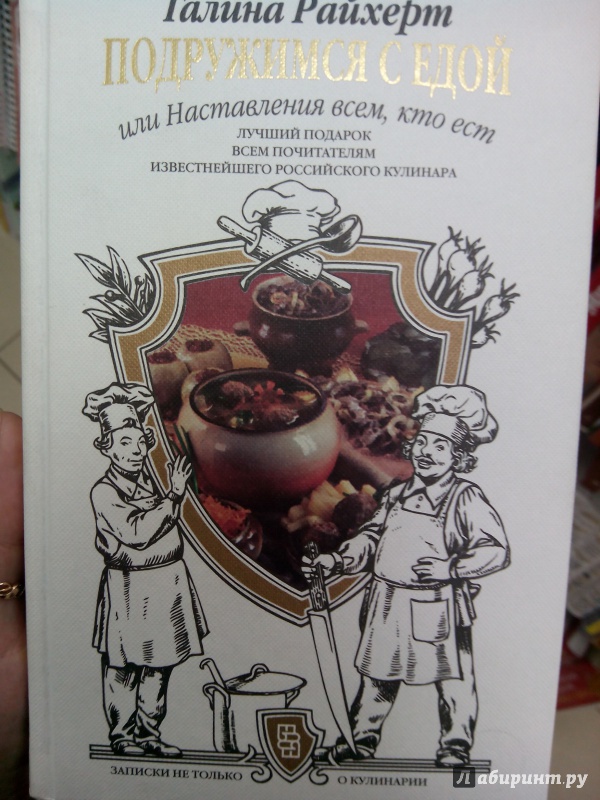 Галина Райхерт
ПОДРУЖИМСЯ С ЕДОЙ
или Наставления всем, кто ест
ЛУЧШИЙ ПОДАРОК
ВСЕМ ПОЧИТАТЕЛЯМ
ИЗВЕСТНЕЙШЕГО РОССИЙСКОГО КУЛИНАРА
ЗАПИСКИ НЕ ТОЛЬКО О КУЛИНАРИИ
лабиринт.ру